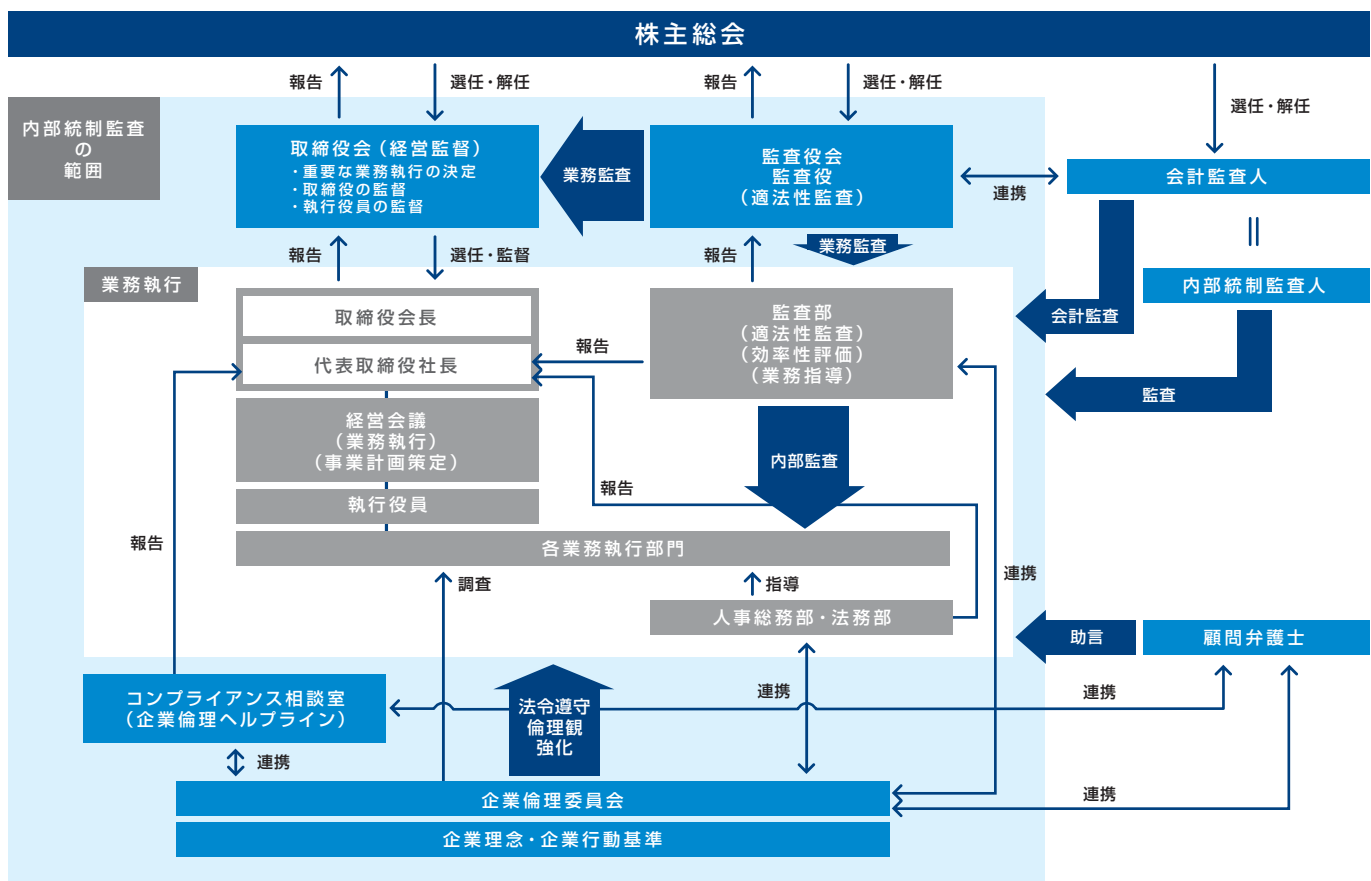 株主総会
報告
選任・解任
報告
選任・解任
選任・解任
内部統制監査
の
範囲
取締役会（経営監督）
・重要な業務執行の決定
・取締役の監督
・執行役員の監督
業務監査
監査役会
監査役
（適法性監査）
連携
会計監査人
報告
選任・監督
報告
業務監査
業務執行
内部統制監査人
取締役会長
代表取締役社長
報告
監査部
（適法性監査）
（効率性評価）
（業務指導）
会計監査
監査
経営会議
（業務執行）
（事業計画策定）
内部監査
執行役員
報告
報告
各業務執行部門
調査
指導
連携
人事総務部・法務部
助言
顧問弁護士
コンプライアンス相談室
（企業倫理ヘルプライン）
法令遵守
倫理観
強化
連携
連携
連携
企業倫理委員会
連携
企業理念・企業行動基準